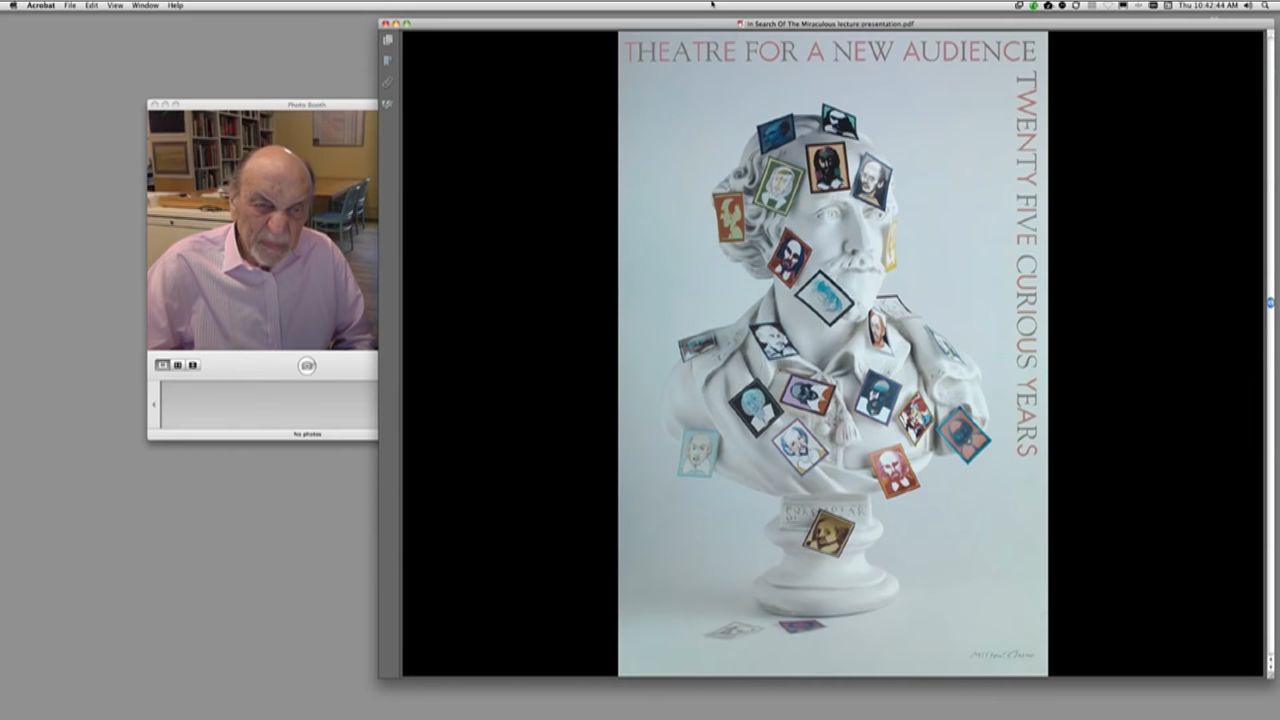 Acrobat File Edit View Window Help
Thu 10:42:44 AM
In Search Of The Miraculous lecture presentation.pdf
Photo Booth
THEATRE FOR A NEW AUDIENCE
TWENTY FIVE CURIOUS YEARS
No photos